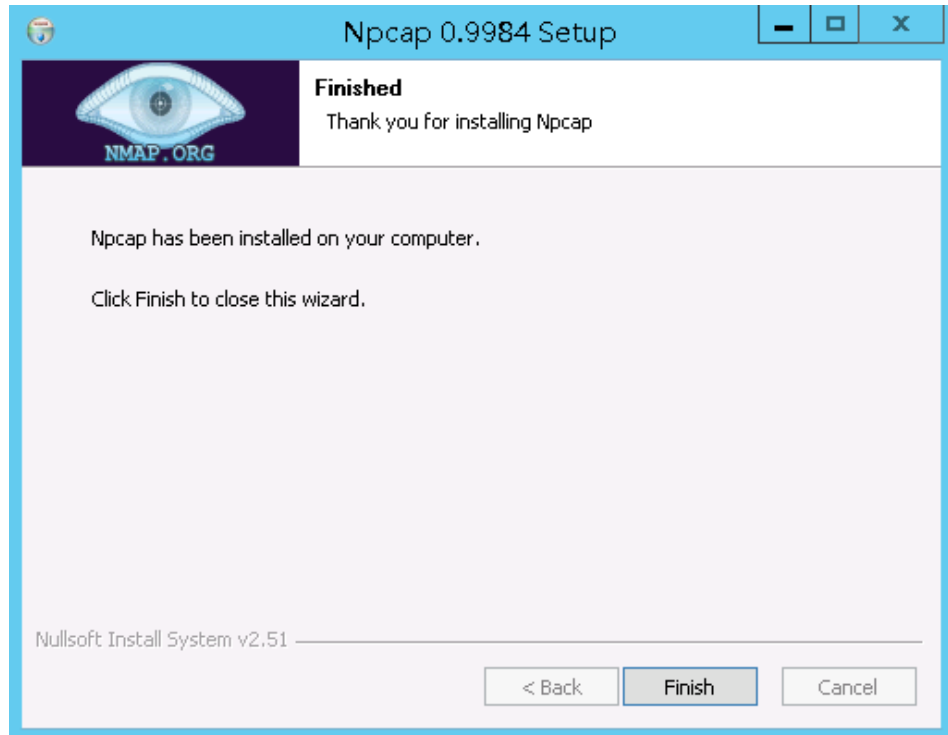 Npcap 0.9984 Setup
NMAP.ORG
Finished
Thank you for installing Npcap
Npcap has been installed on your computer.
Click Finish to close this wizard.
Nullsoft Install System v2.51
< Back Finish Cancel